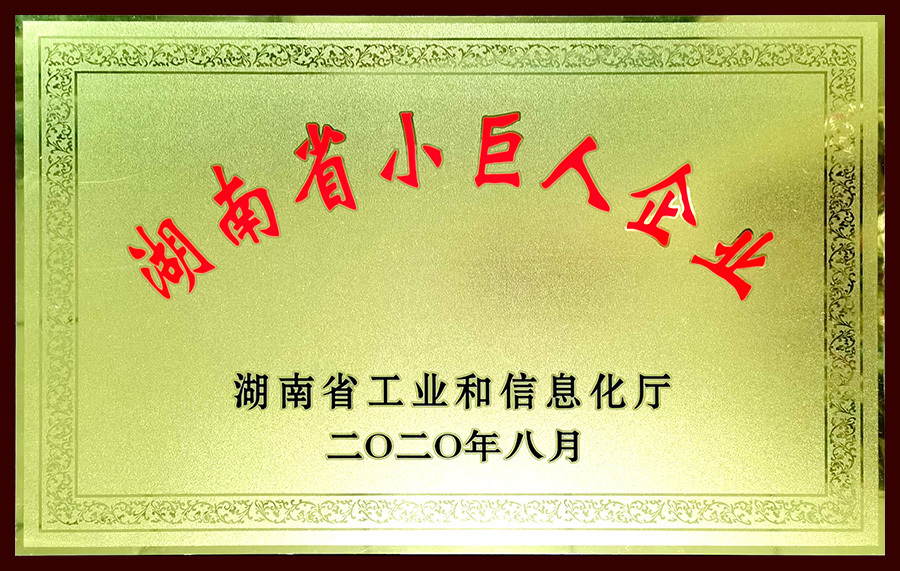 湖南省小巨人企业
湖南省工业和信息化厅
二〇二〇年八月